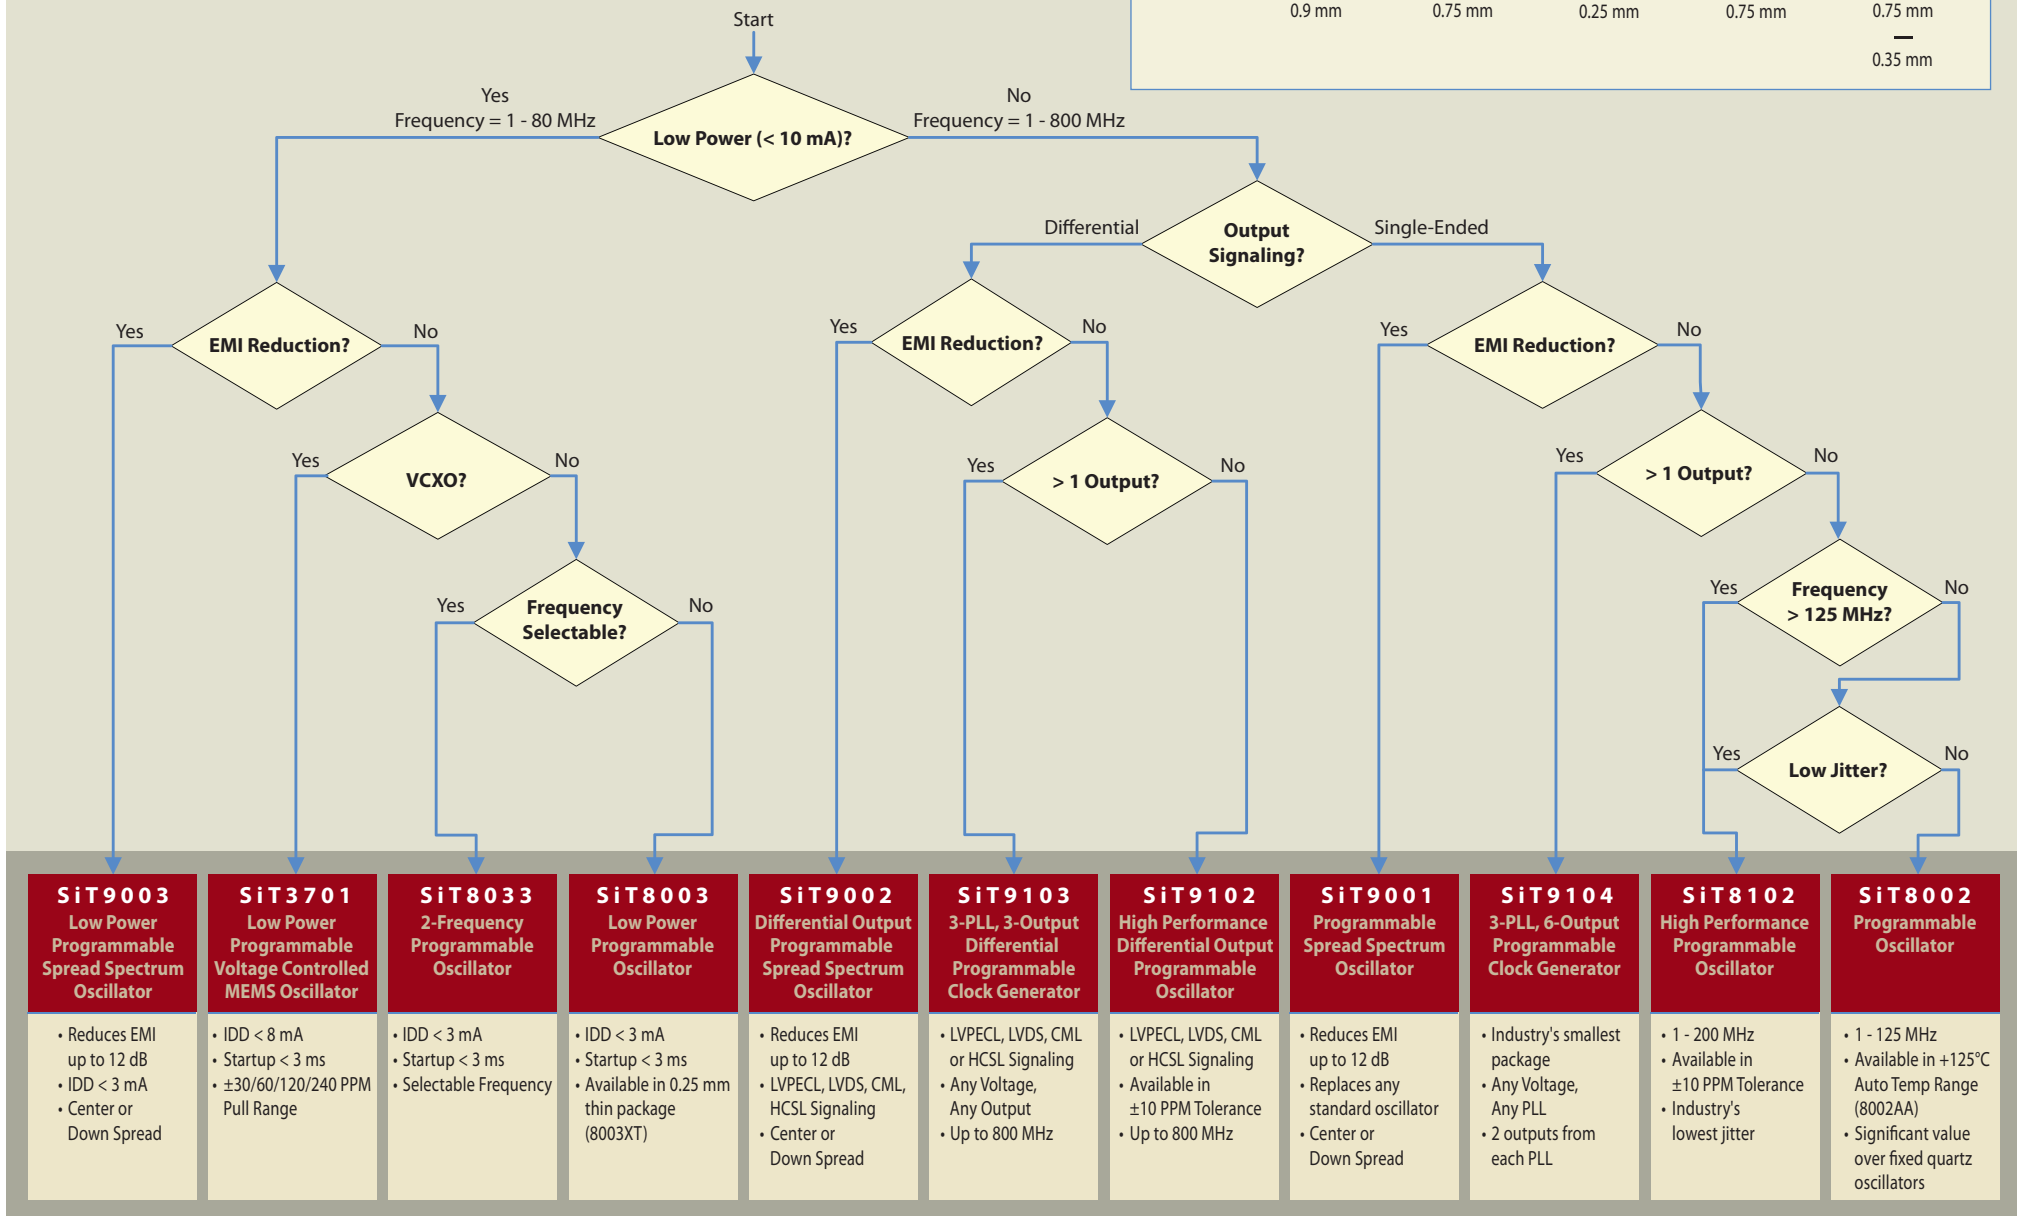 0.9 mm
0.75 mm
0.25 mm
0.75 mm
0.75 mm
—
0.35 mm
Start
Yes
Frequency = 1 - 80 MHz
Low Power (< 10 mA)?
No
Frequency = 1 - 800 MHz
Differential
Output
Signaling?
Single-Ended
Yes
EMI Reduction?
No
Yes
EMI Reduction?
No
Yes
EMI Reduction?
No
Yes
VCXO?
No
Yes
> 1 Output?
No
Yes
> 1 Output?
No
Yes
Frequency
Selectable?
No
Yes
Frequency
> 125 MHz?
No
Yes
Low Jitter?
No
SiT9003
Low Power
Programmable
Spread Spectrum
Oscillator
• Reduces EMI
up to 12 dB
• IDD < 3 mA
• Center or
Down Spread
SiT3701
Low Power
Programmable
Voltage Controlled
MEMS Oscillator
• IDD < 8 mA
• Startup < 3 ms
• ±30/60/120/240 PPM
Pull Range
SiT8033
2-Frequency
Programmable
Oscillator
• IDD < 3 mA
• Startup < 3 ms
• Selectable Frequency
SiT8003
Low Power
Programmable
Oscillator
• IDD < 3 mA
• Startup < 3 ms
• Available in 0.25 mm
thin package
(8003XT)
SiT9002
Differential Output
Programmable
Spread Spectrum
Oscillator
• Reduces EMI
up to 12 dB
• LVPECL, LVDS, CML,
HCSL Signaling
• Center or
Down Spread
SiT9103
3-PLL, 3-Output
Differential
Programmable
Clock Generator
• LVPECL, LVDS, CML
or HCSL Signaling
• Any Voltage,
Any Output
• Up to 800 MHz
SiT9102
High Performance
Differential Output
Programmable
Oscillator
• LVPECL, LVDS, CML
or HCSL Signaling
• Available in
±10 PPM Tolerance
• Up to 800 MHz
SiT9001
Programmable
Spread Spectrum
Oscillator
• Reduces EMI
up to 12 dB
• Replaces any
standard oscillator
• Center or
Down Spread
SiT9104
3-PLL, 6-Output
Programmable
Clock Generator
• Industry's smallest
package
• Any Voltage,
Any PLL
• 2 outputs from
each PLL
SiT8102
High Performance
Programmable
Oscillator
• 1 - 200 MHz
• Available in
±10 PPM Tolerance
• Industry's
lowest jitter
SiT8002
Programmable
Oscillator
• 1 - 125 MHz
• Available in +125°C
Auto Temp Range
(8002AA)
• Significant value
over fixed quartz
oscillators